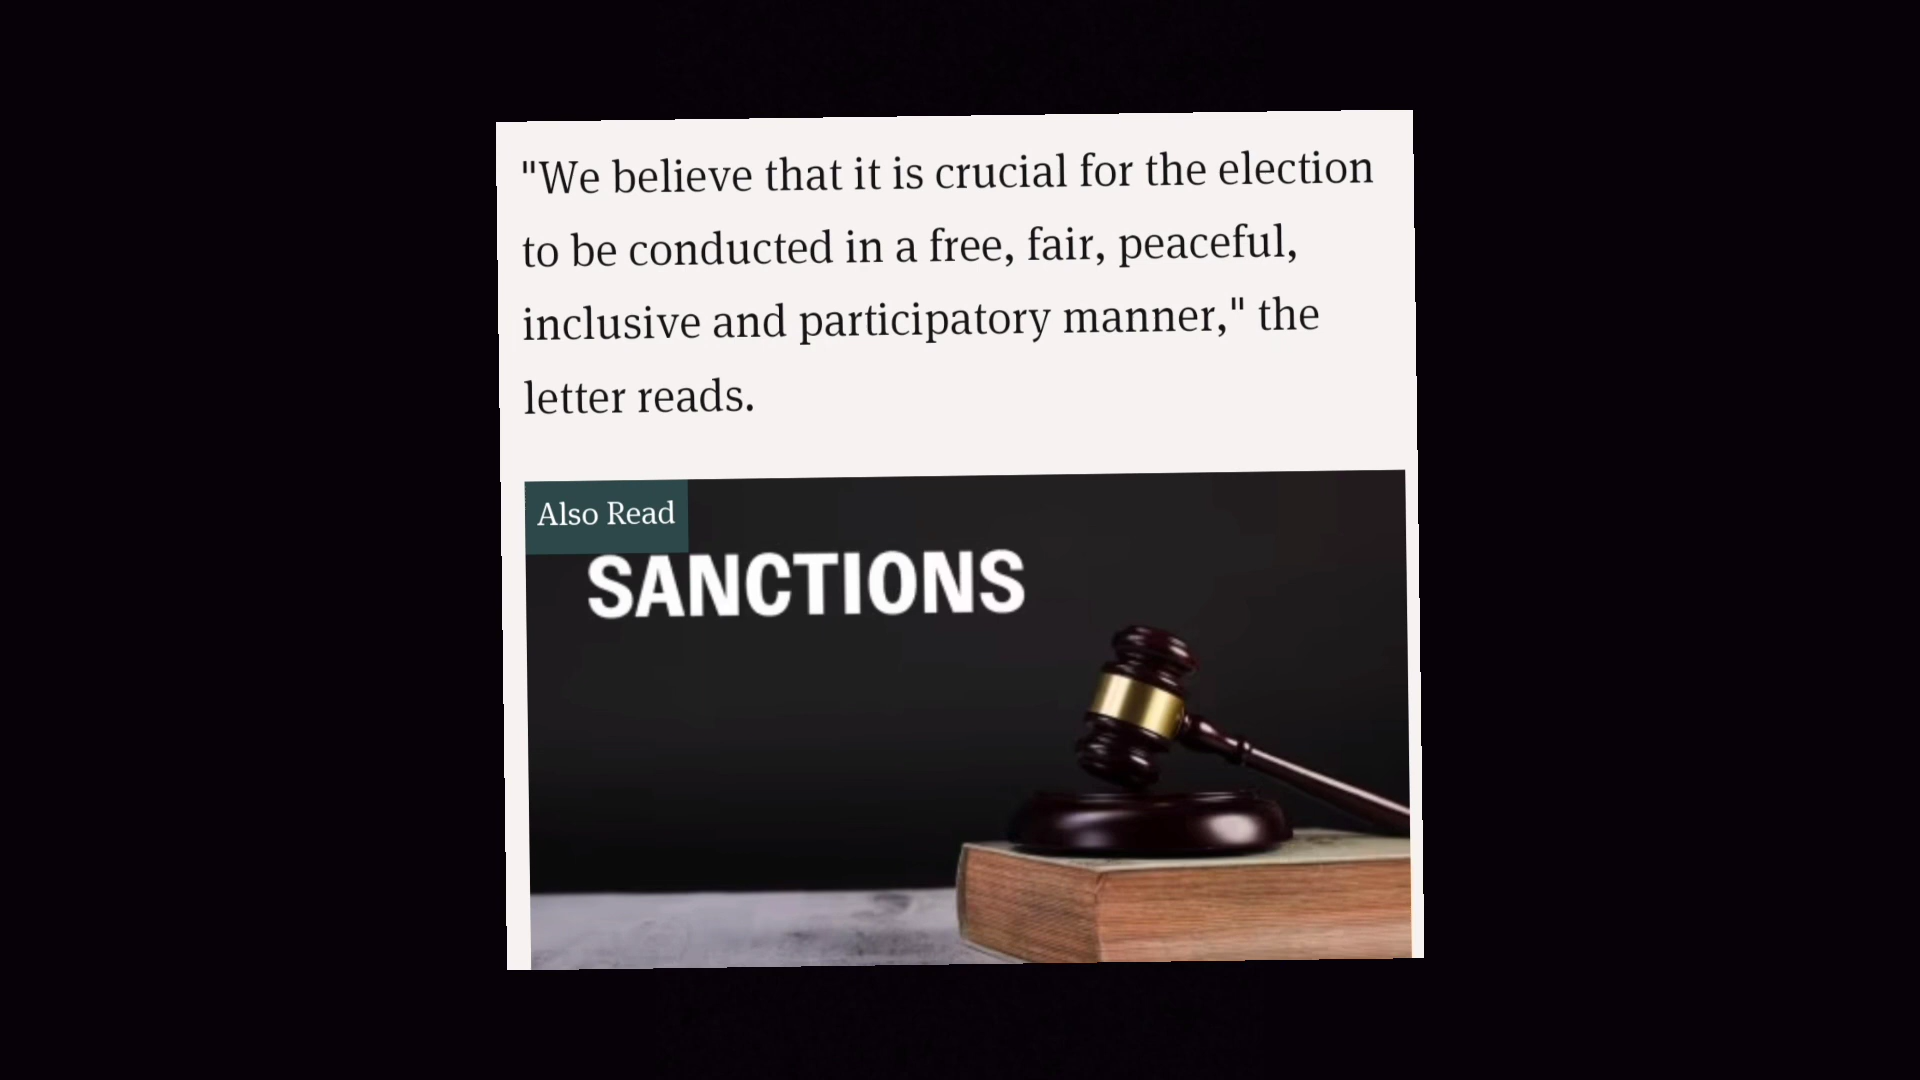 "We believe that it is crucial for the election
to be conducted in a free, fair, peaceful,
inclusive and participatory manner," the
letter reads.
Also Read
SANCTIONS